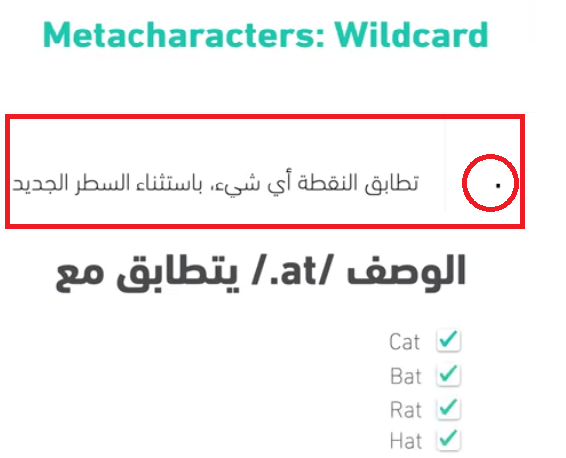 Metacharacters: Wildcard
. تطابق النقطة أي شيء، باستثناء السطر الجديد
الوصف /at./ يتطابق مع
Cat
Bat
Rat
Hat